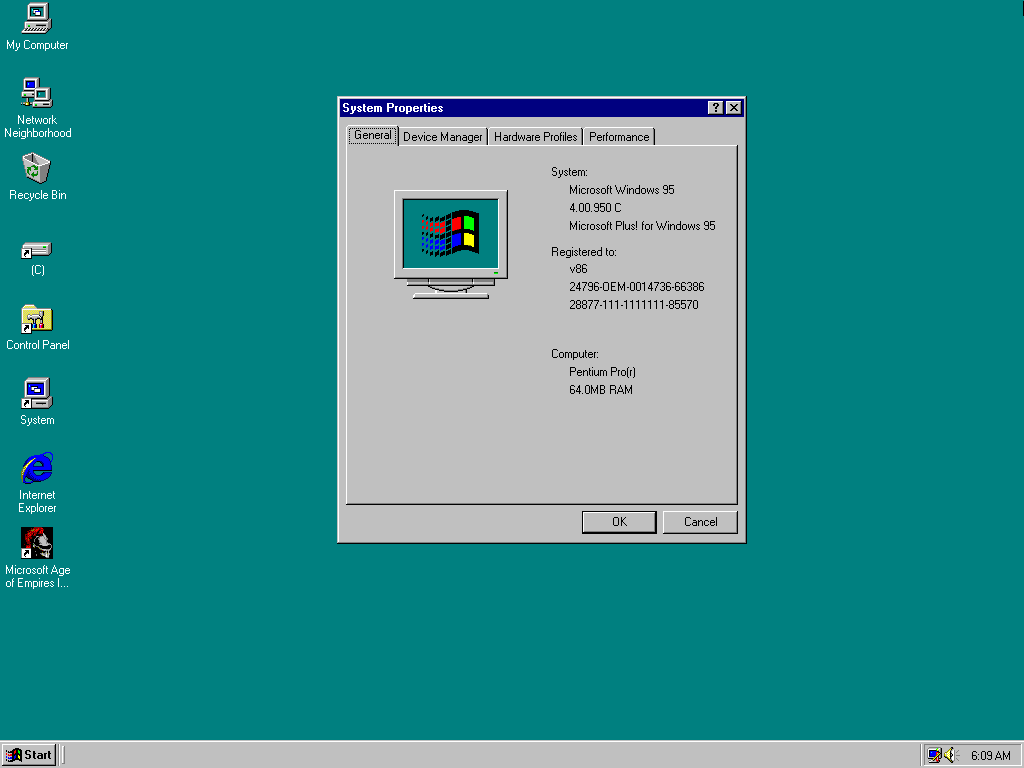 My Computer
Network
Neighborhood
Recycle Bin
(C)
Control Panel
System
Internet
Explorer
Microsoft Age
of Empires I...
System Properties
General
Device Manager
Hardware Profiles
Performance
System:
Microsoft Windows 95
4.00.950 C
Microsoft Plus! for Windows 95
Registered to:
v86
24796-OEM-0014736-66386
28877-111-1111111-85570
Computer:
Pentium Pro(r)
64.0MB RAM
OK
Cancel
Start
6:09 AM